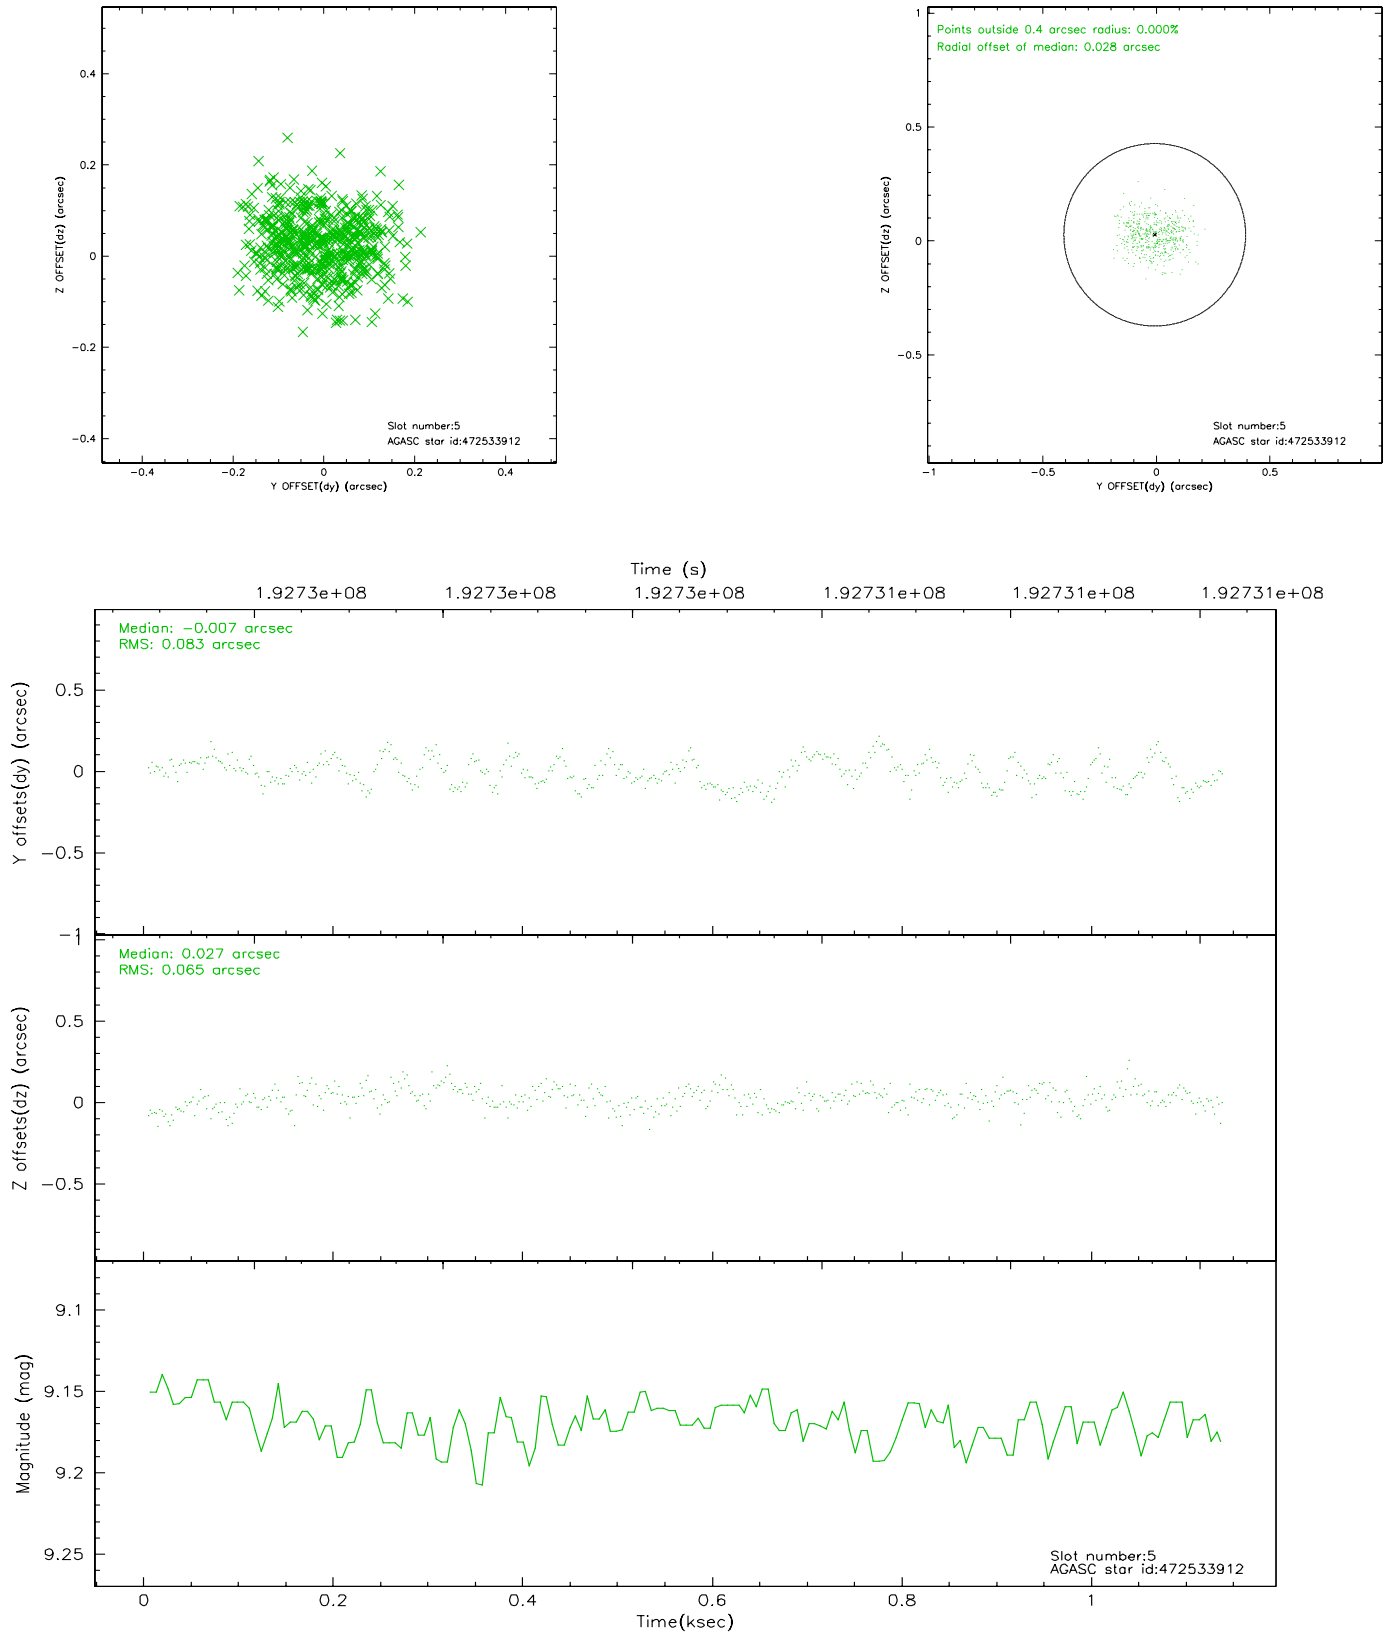 0.4
0.2
0
−0.2
−0.4
Z OFFSET(dz) (arcsec)
−0.4 −0.2 0 0.2 0.4
Y OFFSET(dy) (arcsec)
Slot number:5
AGASC star id:472533912
Points outside 0.4 arcsec radius: 0.000%
Radial offset of median: 0.028 arcsec
1
0.5
0
−0.5
Z OFFSET(dz) (arcsec)
−1 −0.5 0 0.5
Y OFFSET(dy) (arcsec)
Slot number:5
AGASC star id:472533912
Time (s)
1.9273e+08 1.9273e+08 1.9273e+08 1.92731e+08 1.92731e+08 1.92731e+08
Median: −0.007 arcsec
RMS: 0.083 arcsec
0.5
0
−0.5
−1
Y offsets(dy) (arcsec)
Median: 0.027 arcsec
RMS: 0.065 arcsec
1
0.5
0
−0.5
Z offsets(dz) (arcsec)
9.1
9.15
9.2
9.25
Magnitude (mag)
Slot number:5
AGASC star id:472533912
0 0.2 0.4 0.6 0.8 1
Time(ksec)